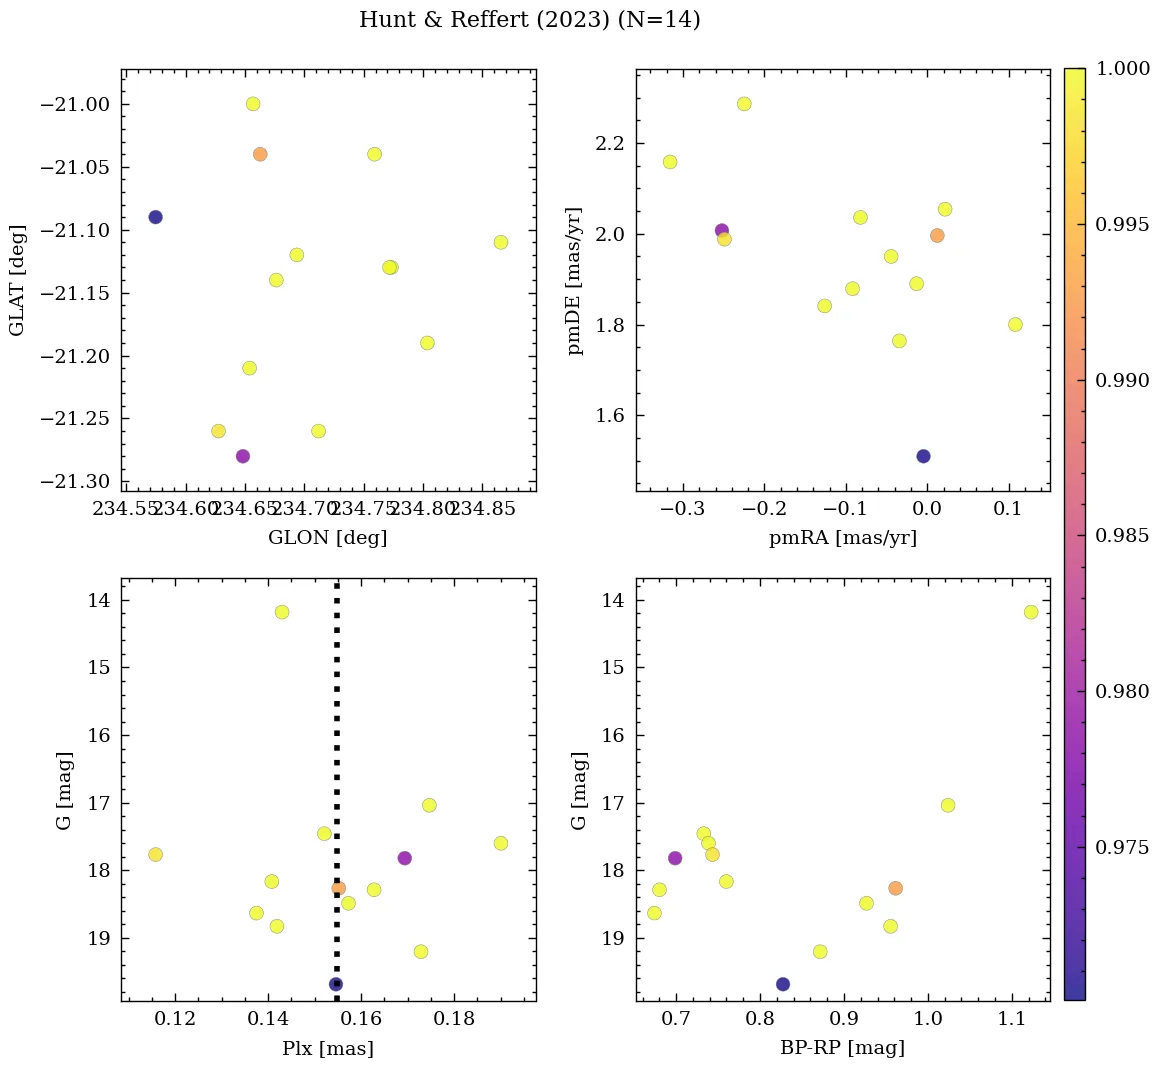 Hunt & Reffert (2023) (N=14)
GLAT [deg]
−21.00
−21.05
−21.10
−21.15
−21.20
−21.25
−21.30
234.55 234.60 234.65 234.70 234.75 234.80 234.85
GLON [deg]
pmDE [mas/yr]
2.2
2.0
1.8
1.6
−0.3 −0.2 −0.1 0.0 0.1
pmRA [mas/yr]
1.000
0.995
0.990
0.985
0.980
0.975
G [mag]
14
15
16
17
18
19
0.12 0.14 0.16 0.18
Plx [mas]
G [mag]
14
15
16
17
18
19
0.7 0.8 0.9 1.0 1.1
BP-RP [mag]